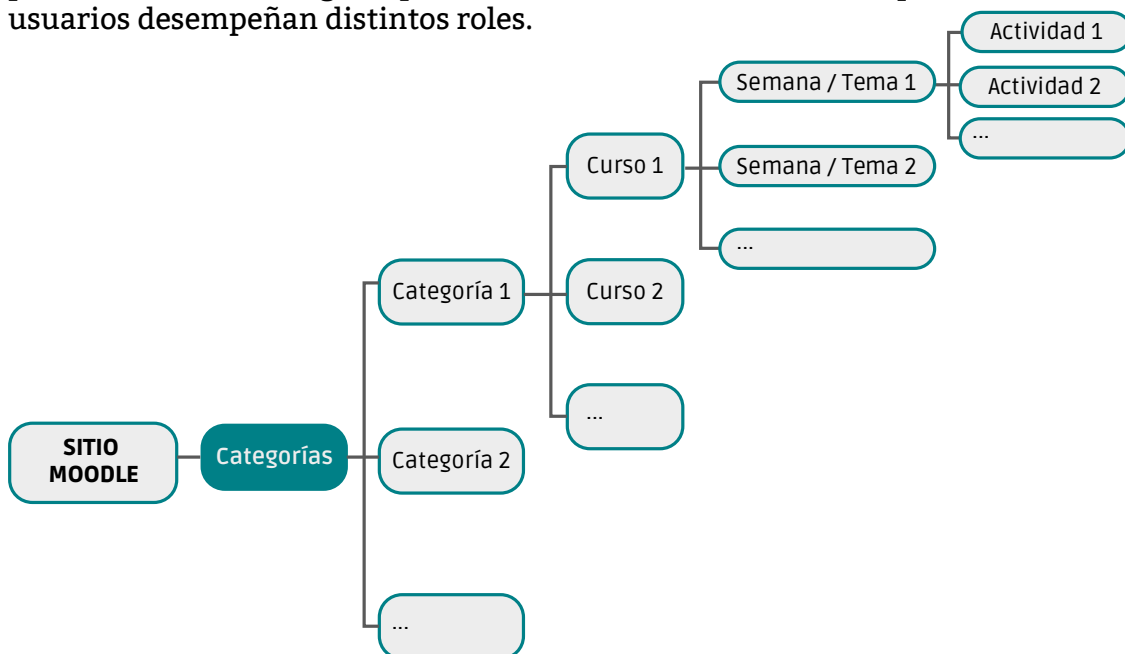 usuarios desempeñan distintos roles.
Actividad 1
Semana / Tema 1
Actividad 2
...
Curso 1
Semana / Tema 2
...
Categoría 1
Curso 2
...
SITIO
MOODLE
Categorías
Categoría 2
...